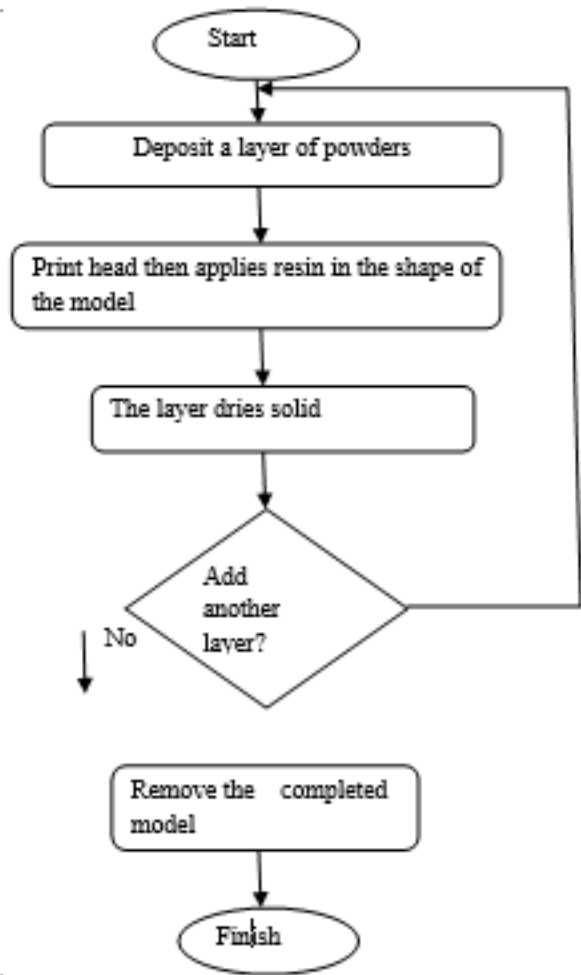 Start
Deposit a layer of powders
Print head then applies resin in the shape of
the model
The layer dries solid
Add
another
layer?
No
Remove the completed
model
Finish